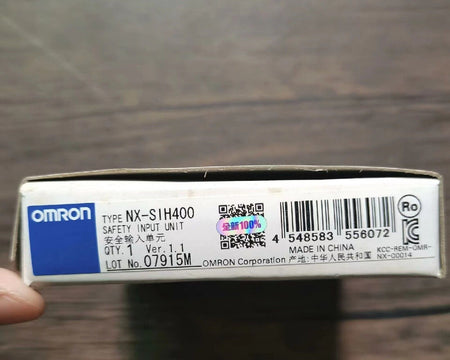 OMRON
TYPE NX-SIH400
SAFETY INPUT UNIT
安全输入单元
QTY. 1 Ver.1.1
LOT No. 07915M
全新100%
OMRON Corporation
4 548583 556072
MADE IN CHINA
产地:中华人民共和国
Ro
KCC-REM-OMR-
NX-00014